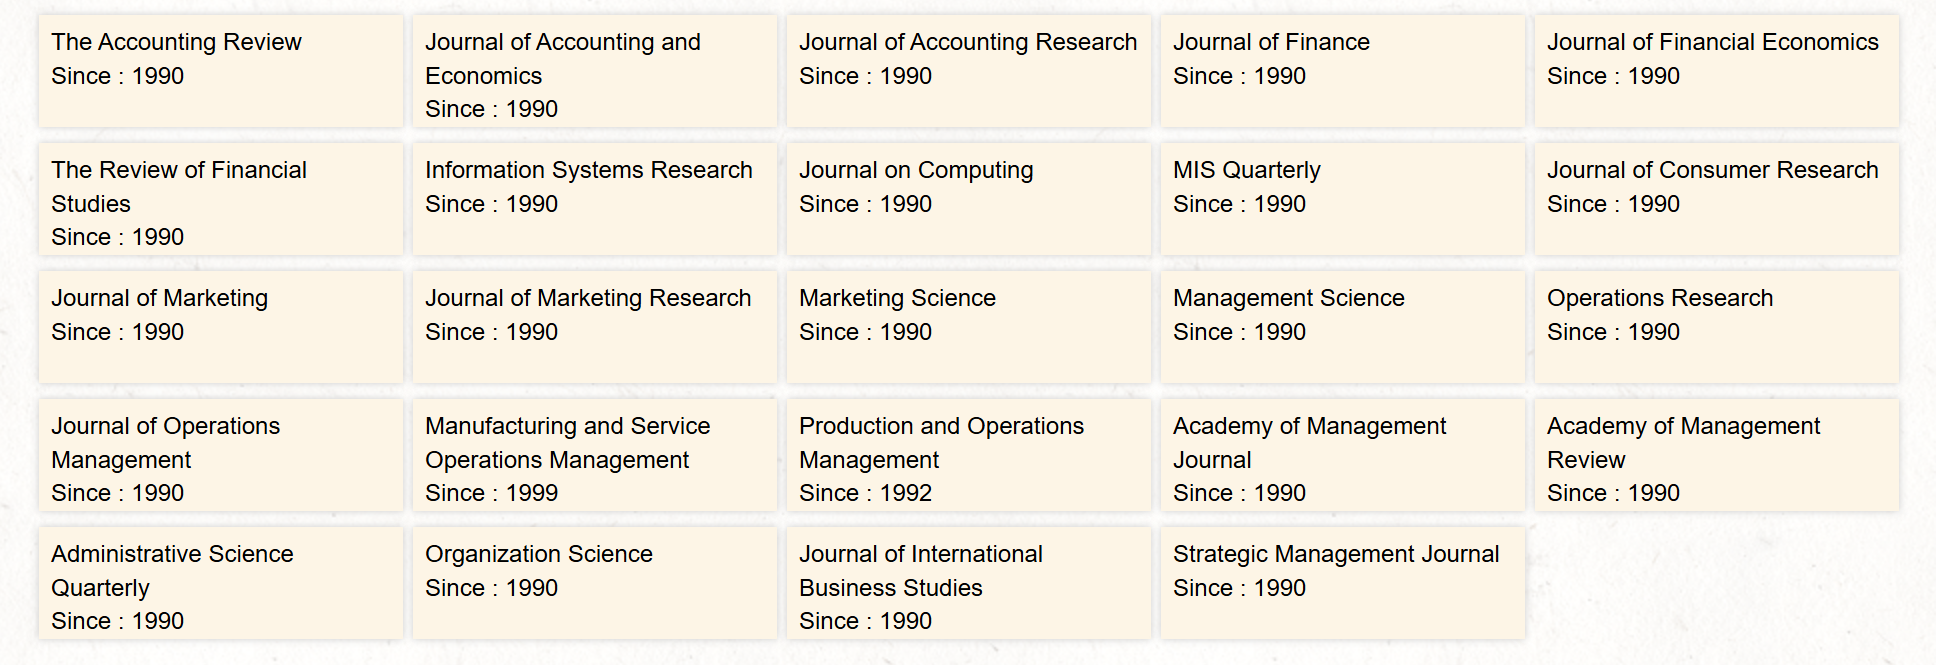 The Accounting Review
Since : 1990
Journal of Accounting and
Economics
Since : 1990
Journal of Accounting Research
Since : 1990
Journal of Finance
Since : 1990
Journal of Financial Economics
Since : 1990
The Review of Financial
Studies
Since : 1990
Information Systems Research
Since : 1990
Journal on Computing
Since : 1990
MIS Quarterly
Since : 1990
Journal of Consumer Research
Since : 1990
Journal of Marketing
Since : 1990
Journal of Marketing Research
Since : 1990
Marketing Science
Since : 1990
Management Science
Since : 1990
Operations Research
Since : 1990
Journal of Operations
Management
Since : 1990
Manufacturing and Service
Operations Management
Since : 1999
Production and Operations
Management
Since : 1992
Academy of Management
Journal
Since : 1990
Academy of Management
Review
Since : 1990
Administrative Science
Quarterly
Since : 1990
Organization Science
Since : 1990
Journal of International
Business Studies
Since : 1990
Strategic Management Journal
Since : 1990